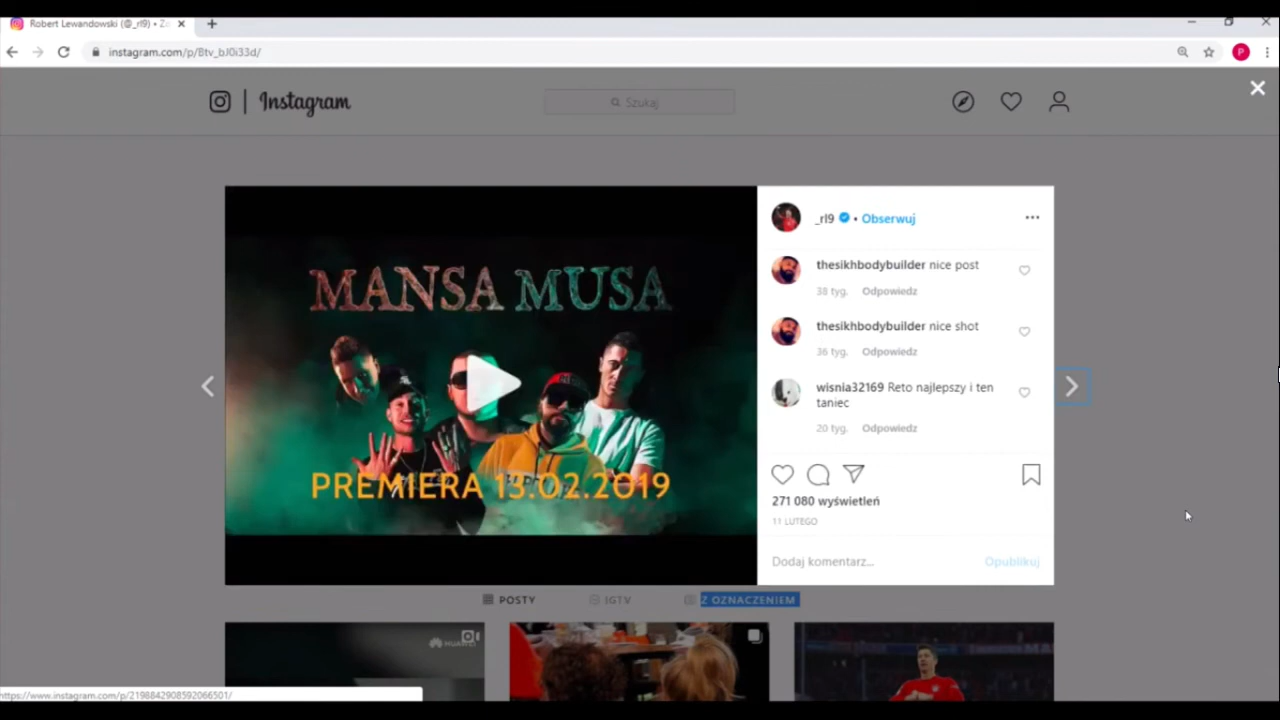 Robert Lewandowski (@_rl9) • Za
instagram.com/p/Btv_bJ0i33d/
P
Instagram
Szukaj
MANSA MUSA
PREMIERA 13.02.2019
_rl9 • Obserwuj
thesikhbodybuilder nice post
38 tyg. Odpowiedz
thesikhbodybuilder nice shot
36 tyg. Odpowiedz
wisnia32169 Reto najlepszy i ten
taniec
20 tyg. Odpowiedz
271 080 wyświetleń
11 LUTEGO
Dodaj komentarz... Opublikuj
POSTY IGTV Z OZNACZENIEM
HUAWEI
https://www.instagram.com/p/2198842908592066501/